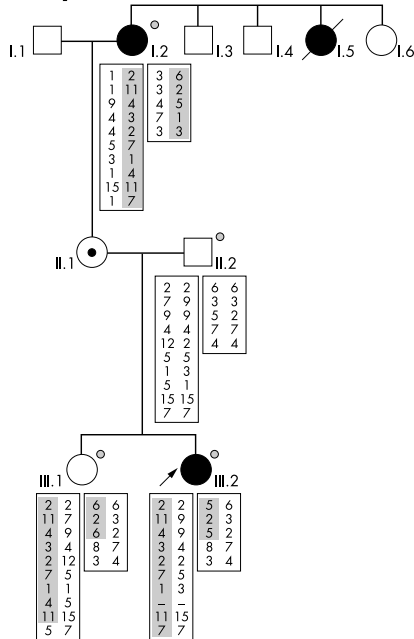 I.1 I.2 I.3 I.4 I.5 I.6
1 2 3 6
1 11 3 2
9 4 4 5
4 3 7 1
4 2 3 3
5 7
3 1
1 4
15 11
1 7
II.1 II.2
2 2 6 6
7 9 3 3
9 9 5 2
4 4 7 7
12 2 4 4
5 5
1 3
5 1
15 15
7 7
III.1 III.2
2 2 6 6 2 2 5 6
11 7 2 3 11 9 2 3
4 9 6 2 4 9 5 2
3 4 8 7 3 4 8 7
2 12 3 4 2 2 3 4
7 5 7 5
1 1 1 3
4 5 – –
11 15 11 15
5 7 7 7